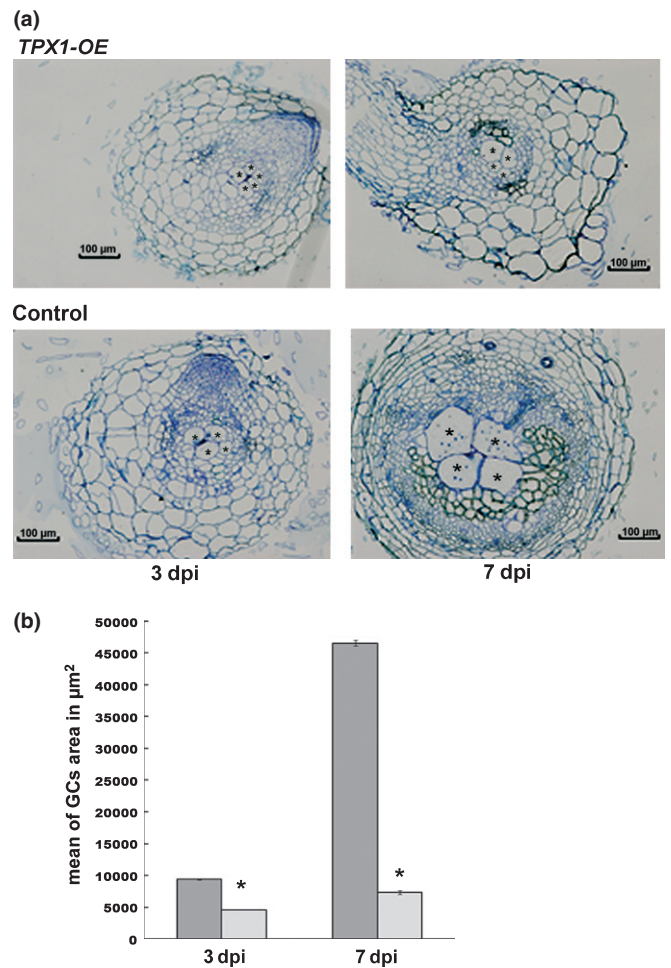 (a)
TPX1-OE
100 µm
100 µm
* * * * *
* * * *
Control
* * * *
* * * *
100 µm
100 µm
3 dpi
7 dpi
(b)
mean of GCs area in µm²
50000
45000
40000
35000
30000
25000
20000
15000
10000
5000
0
*
*
3 dpi
7 dpi